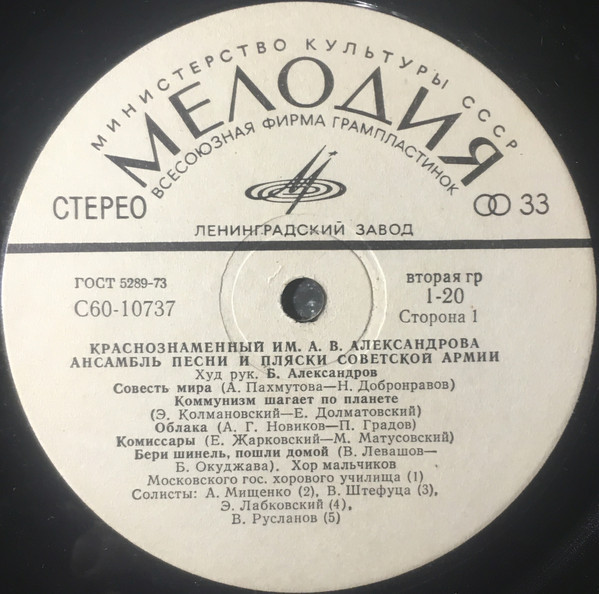 МИНИСТЕРСТВО КУЛЬТУРЫ СССР
МЕЛОДИЯ
ВСЕСОЮЗНАЯ ФИРМА ГРАМПЛАСТИНОК
СТЕРЕО
33
ЛЕНИНГРАДСКИЙ ЗАВОД
ГОСТ 5289-73
С60-10737
вторая гр
1-20
Сторона 1
КРАСНОЗНАМЕННЫЙ ИМ. А. В. АЛЕКСАНДРОВА
АНСАМБЛЬ ПЕСНИ И ПЛЯСКИ СОВЕТСКОЙ АРМИИ
Худ рук. Б. Александров
Совесть мира (А. Пахмутова—Н. Добронравов)
Коммунизм шагает по планете
(Э. Колмановский—Е. Долматовский)
Облака (А. Г. Новиков—П. Градов)
Комиссары (Е. Жарковский—М. Матусовский)
Бери шинель, пошли домой (В. Левашов—
Б. Окуджава). Хор мальчиков
Московского гос. хорового училища (1)
Солисты: А. Мищенко (2), В. Штефуца (3),
Э. Лабковский (4),
В. Русланов (5)